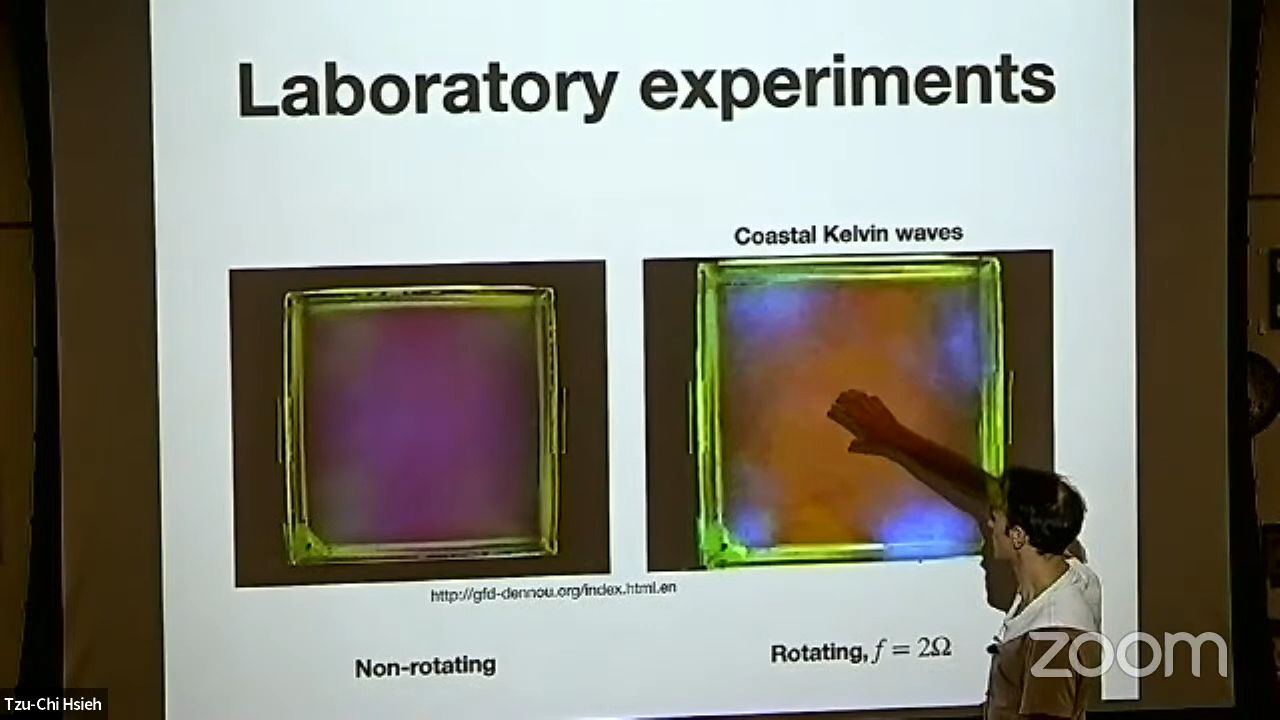 Laboratory experiments
Coastal Kelvin waves
http://gfd-dennou.org/index.html.en
Non-rotating
Rotating, f = 2Ω
zoom
Tzu-Chi Hsieh